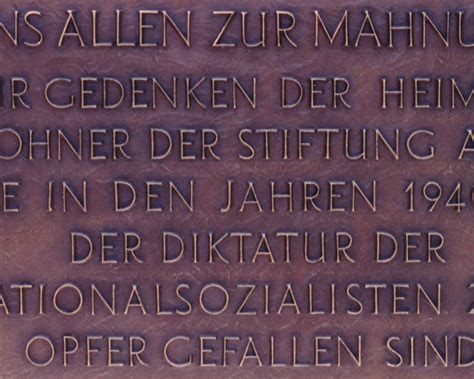 NS ALLEN ZUR MAHNU
IR GEDENKEN DER HEIM
OHNER DER STIFTUNG A
E IN DEN JAHREN 194
DER DIKTATUR DER
ATIONALSOZIALISTEN Z
OPFER GEFALLEN SIND